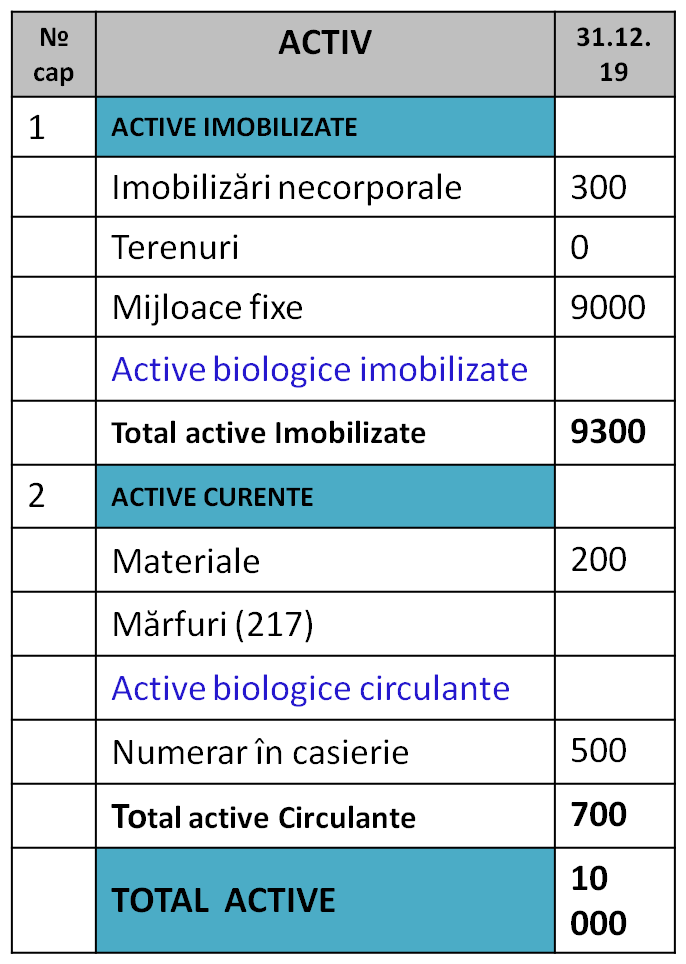 № cap ACTIV 31.12.19
1 ACTIVE IMOBILIZATE
Imobilizări necorporale 300
Terenuri 0
Mijloace fixe 9000
Active biologice imobilizate
Total active Imobilizate 9300
2 ACTIVE CURENTE
Materiale 200
Mărfuri (217)
Active biologice circulante
Numerar în casierie 500
Total active Circulante 700
TOTAL ACTIVE 10 000